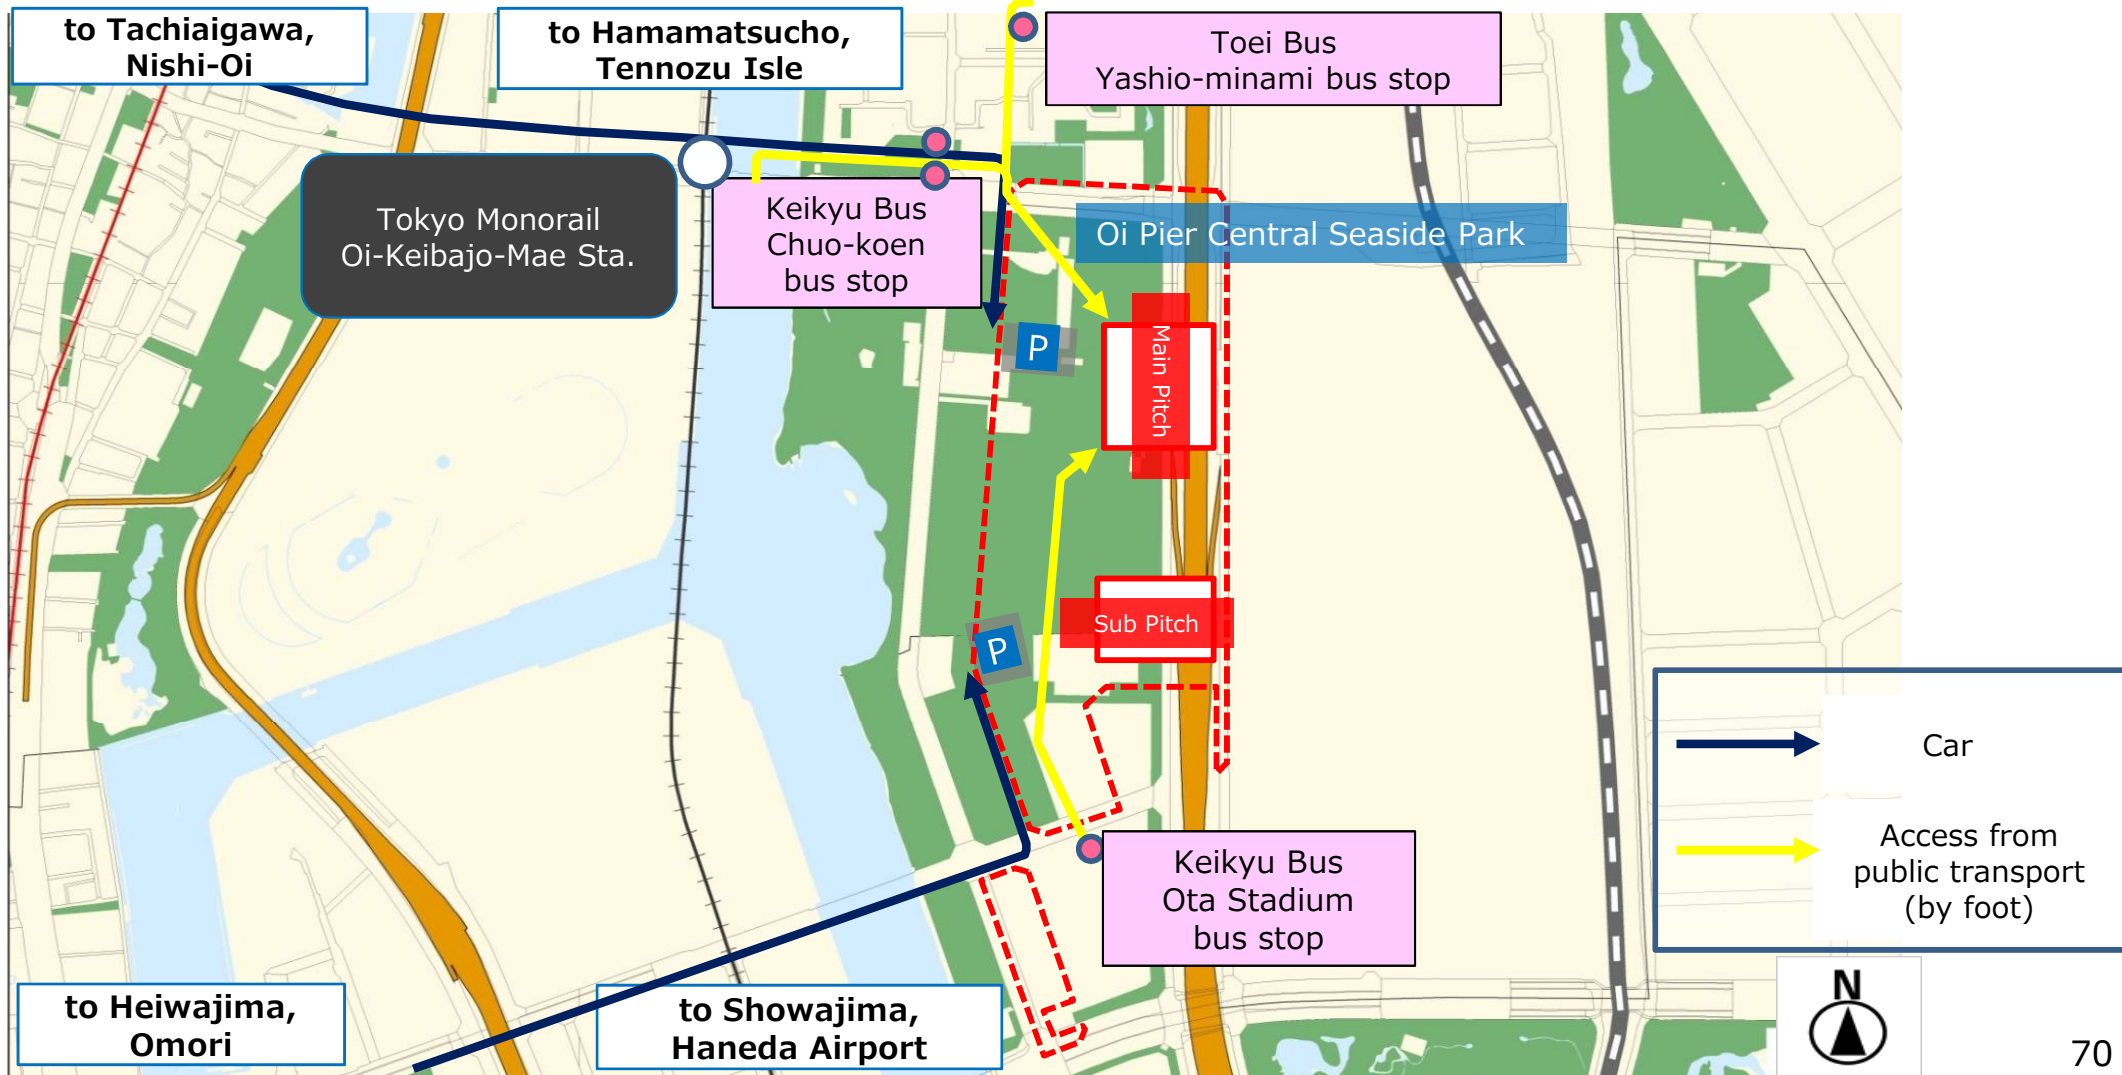 to Tachiaigawa,
Nishi-Oi
to Hamamatsucho,
Tennozu Isle
Toei Bus
Yashio-minami bus stop
Tokyo Monorail
Oi-Keibajo-Mae Sta.
Keikyu Bus
Chuo-koen
bus stop
Oi Pier Central Seaside Park
P
Main Pitch
Sub Pitch
P
Car
Access from
public transport
(by foot)
Keikyu Bus
Ota Stadium
bus stop
to Heiwajima,
Omori
to Showajima,
Haneda Airport
N
70